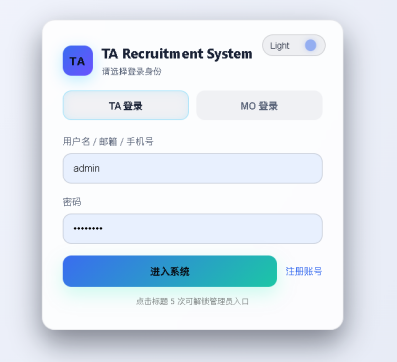 Light
TA
TA Recruitment System
请选择登录身份
TA 登录
MO 登录
用户名 / 邮箱 / 手机号
admin
密码
••••••••
进入系统
注册账号
点击标题 5 次可解锁管理员入口